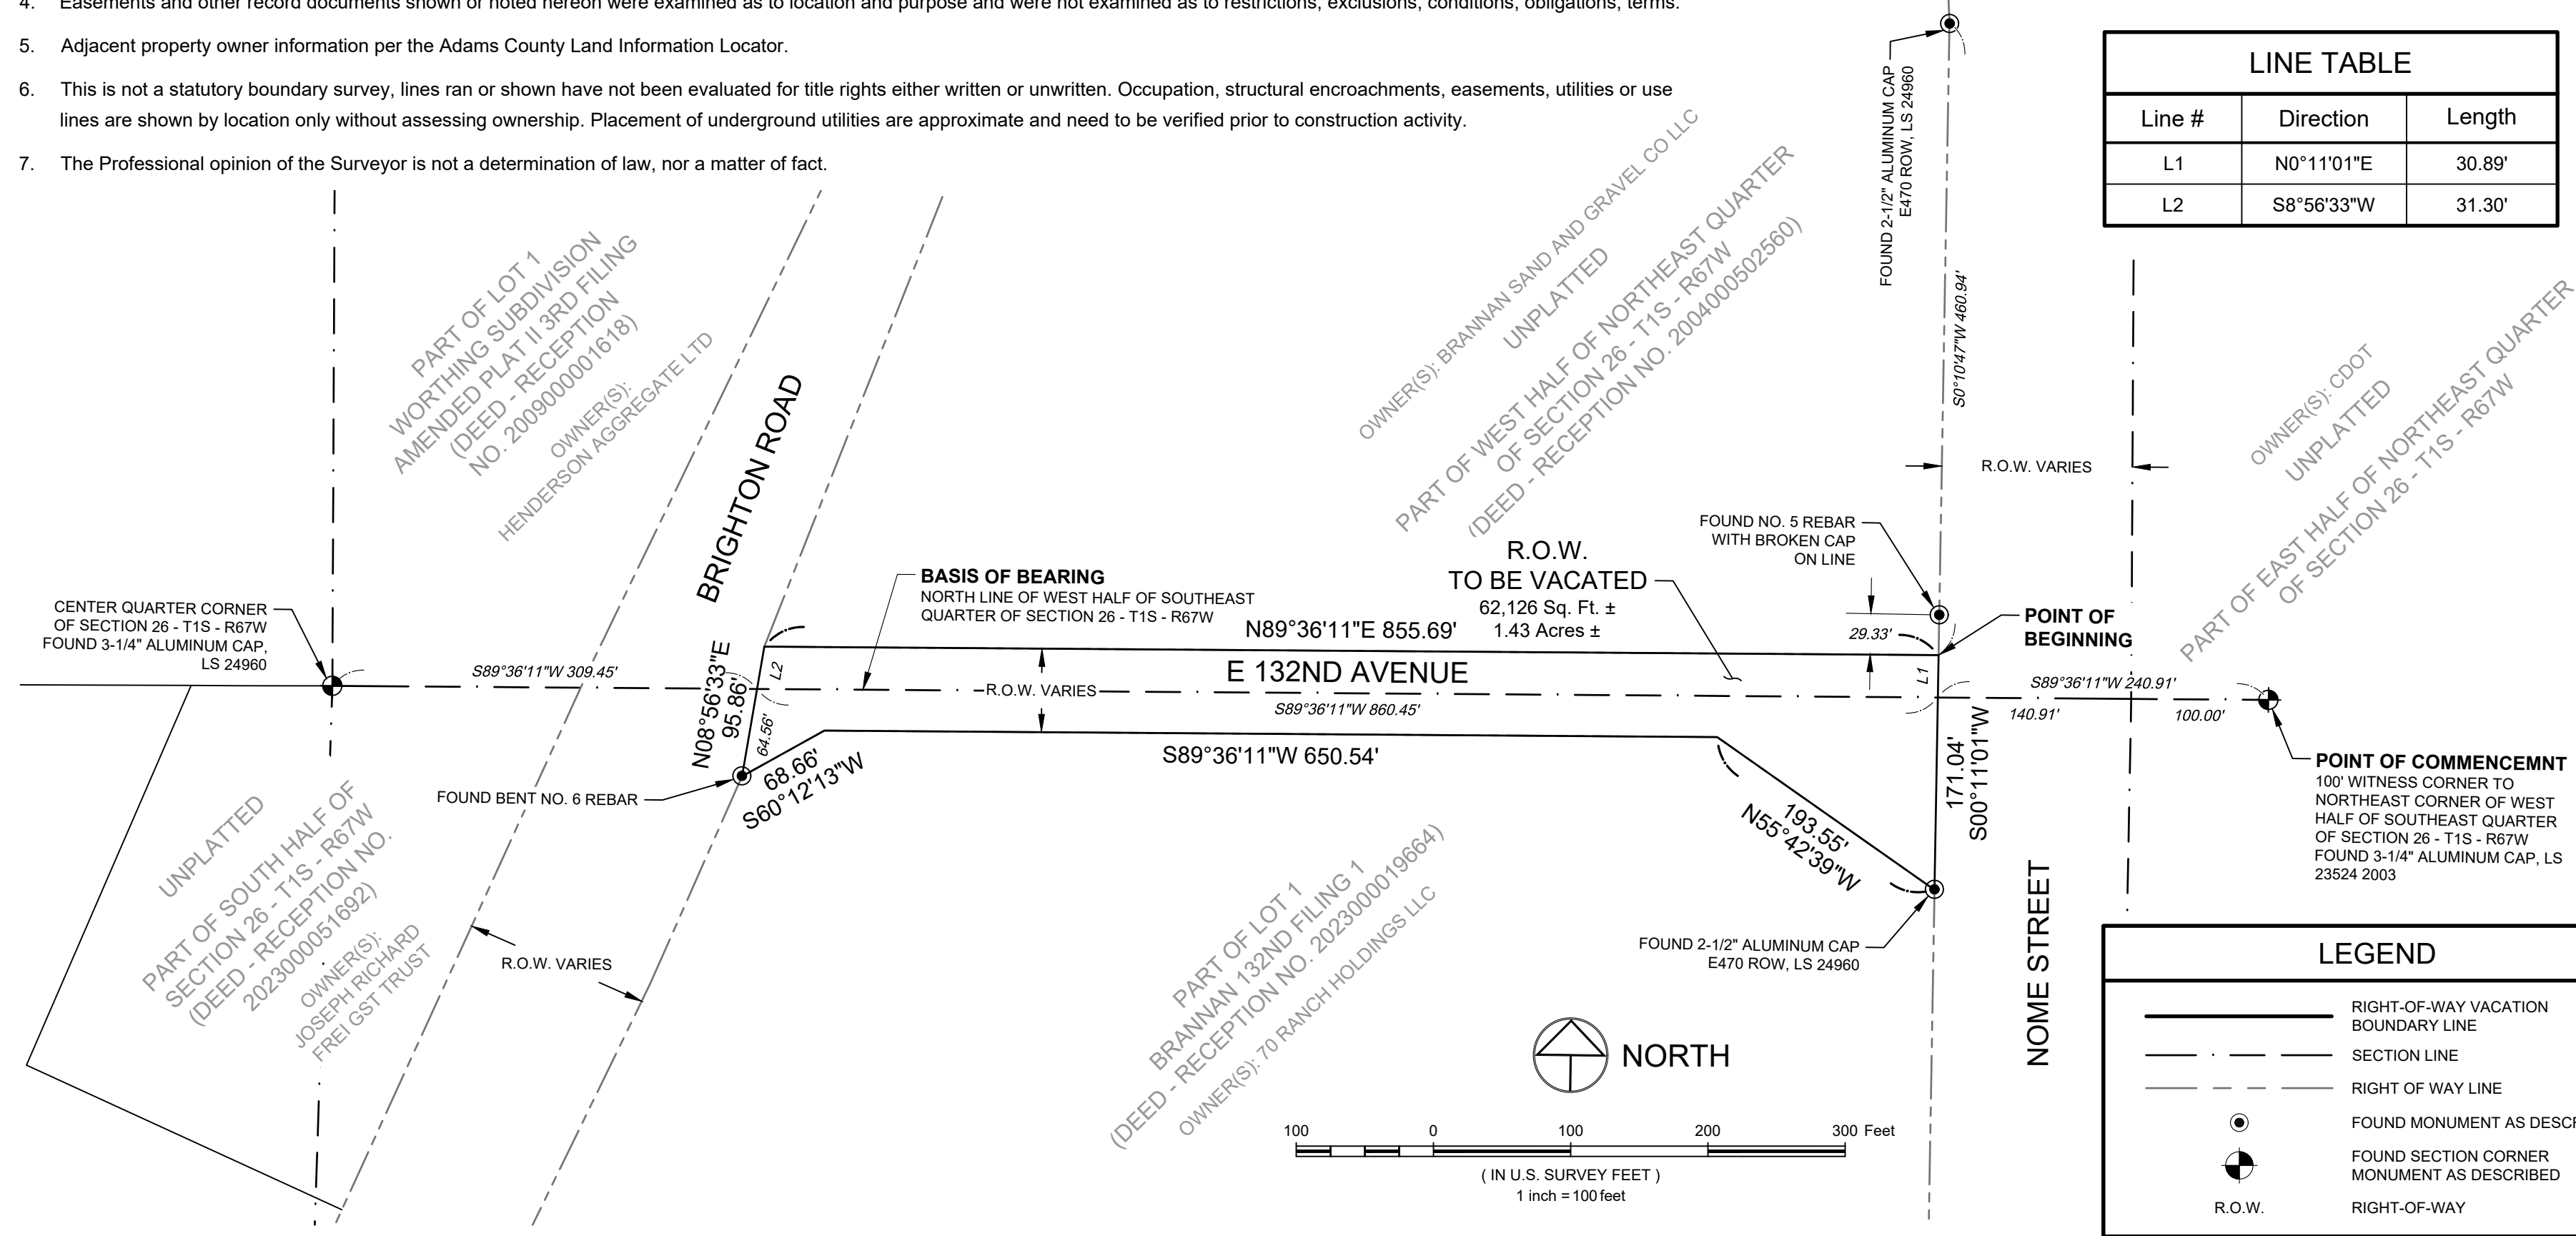 4. Easements and other record documents shown or noted hereon were examined as to location and purpose and were not examined as to restrictions, exclusions, conditions, obligations, terms.
5. Adjacent property owner information per the Adams County Land Information Locator.
6. This is not a statutory boundary survey, lines ran or shown have not been evaluated for title rights either written or unwritten. Occupation, structural encroachments, easements, utilities or use
lines are shown by location only without assessing ownership. Placement of underground utilities are approximate and need to be verified prior to construction activity.
7. The Professional opinion of the Surveyor is not a determination of law, nor a matter of fact.
LINE TABLE
Line # Direction Length
L1 N0°11'01"E 30.89'
L2 S8°56'33"W 31.30'
FOUND 2-1/2" ALUMINUM CAP
E470 ROW, LS 24960
S0°10'47"W 460.94'
PART OF LOT 1
WORTHING SUBDIVISION
AMENDED PLAT II 3RD FILING
(DEED - RECEPTION
NO. 2009000001618)
OWNER(S):
HENDERSON AGGREGATE LTD
BRIGHTON ROAD
OWNER(S): BRANNAN SAND AND GRAVEL CO LLC
UNPLATTED
PART OF WEST HALF OF NORTHEAST QUARTER
OF SECTION 26 - T1S - R67W
(DEED - RECEPTION NO. 2004000502560)
OWNER(S): CDOT
UNPLATTED
PART OF EAST HALF OF NORTHEAST QUARTER
OF SECTION 26 - T1S - R67W
R.O.W. VARIES
FOUND NO. 5 REBAR
WITH BROKEN CAP
ON LINE
R.O.W.
TO BE VACATED
62,126 Sq. Ft. ±
1.43 Acres ±
BASIS OF BEARING
NORTH LINE OF WEST HALF OF SOUTHEAST
QUARTER OF SECTION 26 - T1S - R67W
CENTER QUARTER CORNER
OF SECTION 26 - T1S - R67W
FOUND 3-1/4" ALUMINUM CAP,
LS 24960
N89°36'11"E 855.69'
29.33'
POINT OF
BEGINNING
S89°36'11"W 309.45'
N08°56'33"E
95.86'
L2
64.56'
R.O.W. VARIES
E 132ND AVENUE
S89°36'11"W 860.45'
L1
S89°36'11"W 240.91'
140.91'
100.00'
S89°36'11"W 650.54'
68.66'
S60°12'13"W
FOUND BENT NO. 6 REBAR
193.55'
N55°42'39"W
171.04'
S00°11'01"W
POINT OF COMMENCEMNT
100' WITNESS CORNER TO
NORTHEAST CORNER OF WEST
HALF OF SOUTHEAST QUARTER
OF SECTION 26 - T1S - R67W
FOUND 3-1/4" ALUMINUM CAP, LS
23524 2003
UNPLATTED
PART OF SOUTH HALF OF
SECTION 26 - T1S - R67W
(DEED - RECEPTION NO.
2023000051692)
OWNER(S):
JOSEPH RICHARD
FREI GST TRUST
R.O.W. VARIES
PART OF LOT 1
BRANNAN 132ND FILING 1
(DEED - RECEPTION NO. 2023000019664)
OWNER(S): 70 RANCH HOLDINGS LLC
FOUND 2-1/2" ALUMINUM CAP
E470 ROW, LS 24960
NOME STREET
NORTH
100 0 100 200 300 Feet
( IN U.S. SURVEY FEET )
1 inch = 100 feet
LEGEND
RIGHT-OF-WAY VACATION
BOUNDARY LINE
SECTION LINE
RIGHT OF WAY LINE
FOUND MONUMENT AS DESCR
FOUND SECTION CORNER
MONUMENT AS DESCRIBED
R.O.W. RIGHT-OF-WAY